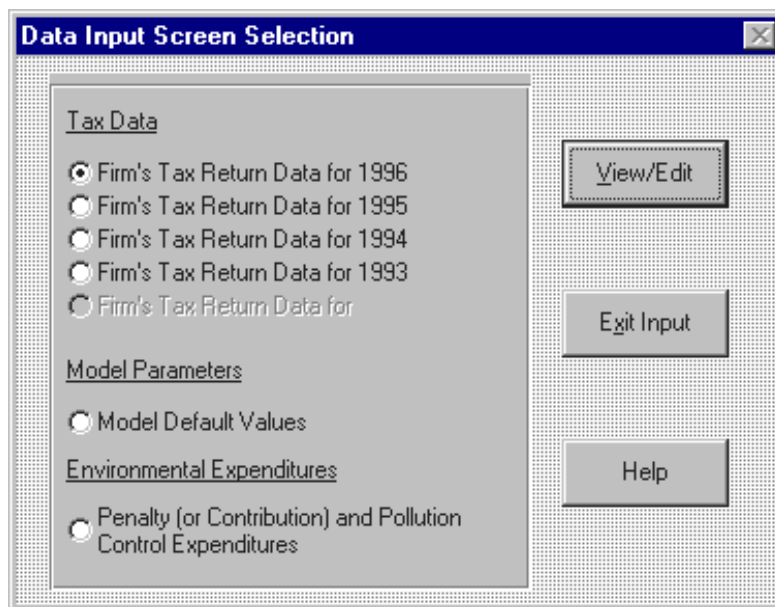 Data Input Screen Selection
Tax Data
Firm's Tax Return Data for 1996
Firm's Tax Return Data for 1995
Firm's Tax Return Data for 1994
Firm's Tax Return Data for 1993
Firm's Tax Return Data for
Model Parameters
Model Default Values
Environmental Expenditures
Penalty (or Contribution) and Pollution
Control Expenditures
View/Edit
Exit Input
Help